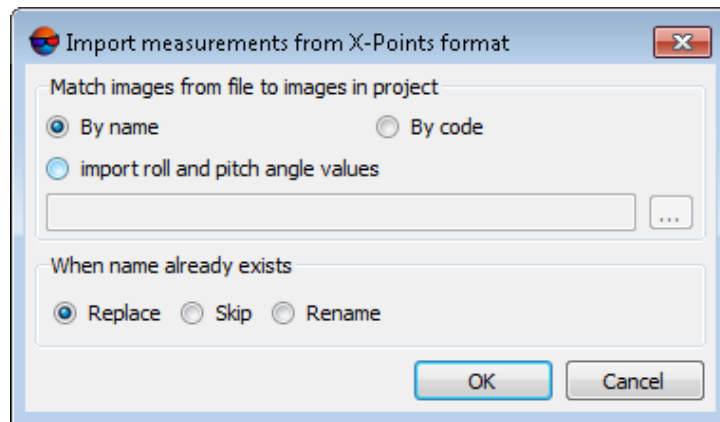 Import measurements from X-Points format
Match images from file to images in project
By name By code
import roll and pitch angle values
...
When name already exists
Replace Skip Rename
OK Cancel